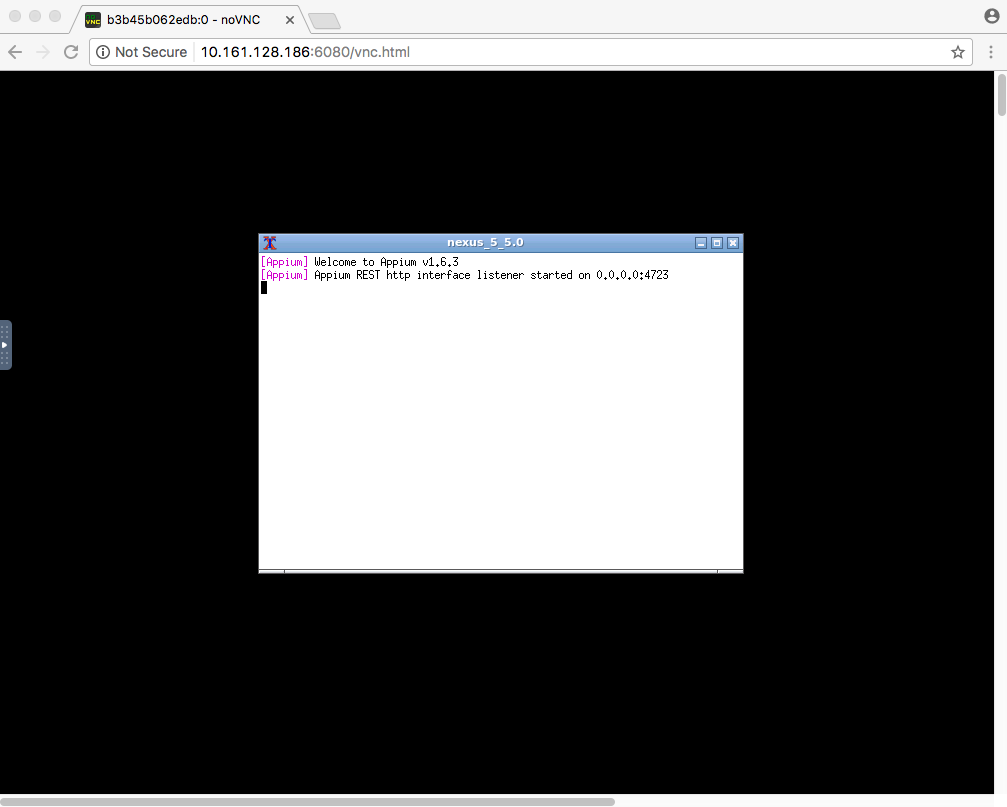 b3b45b062edb:0 - noVNC
Not Secure 10.161.128.186:6080/vnc.html
nexus_5_5.0
[Appium] Welcome to Appium v1.6.3
[Appium] Appium REST http interface listener started on 0.0.0.0:4723